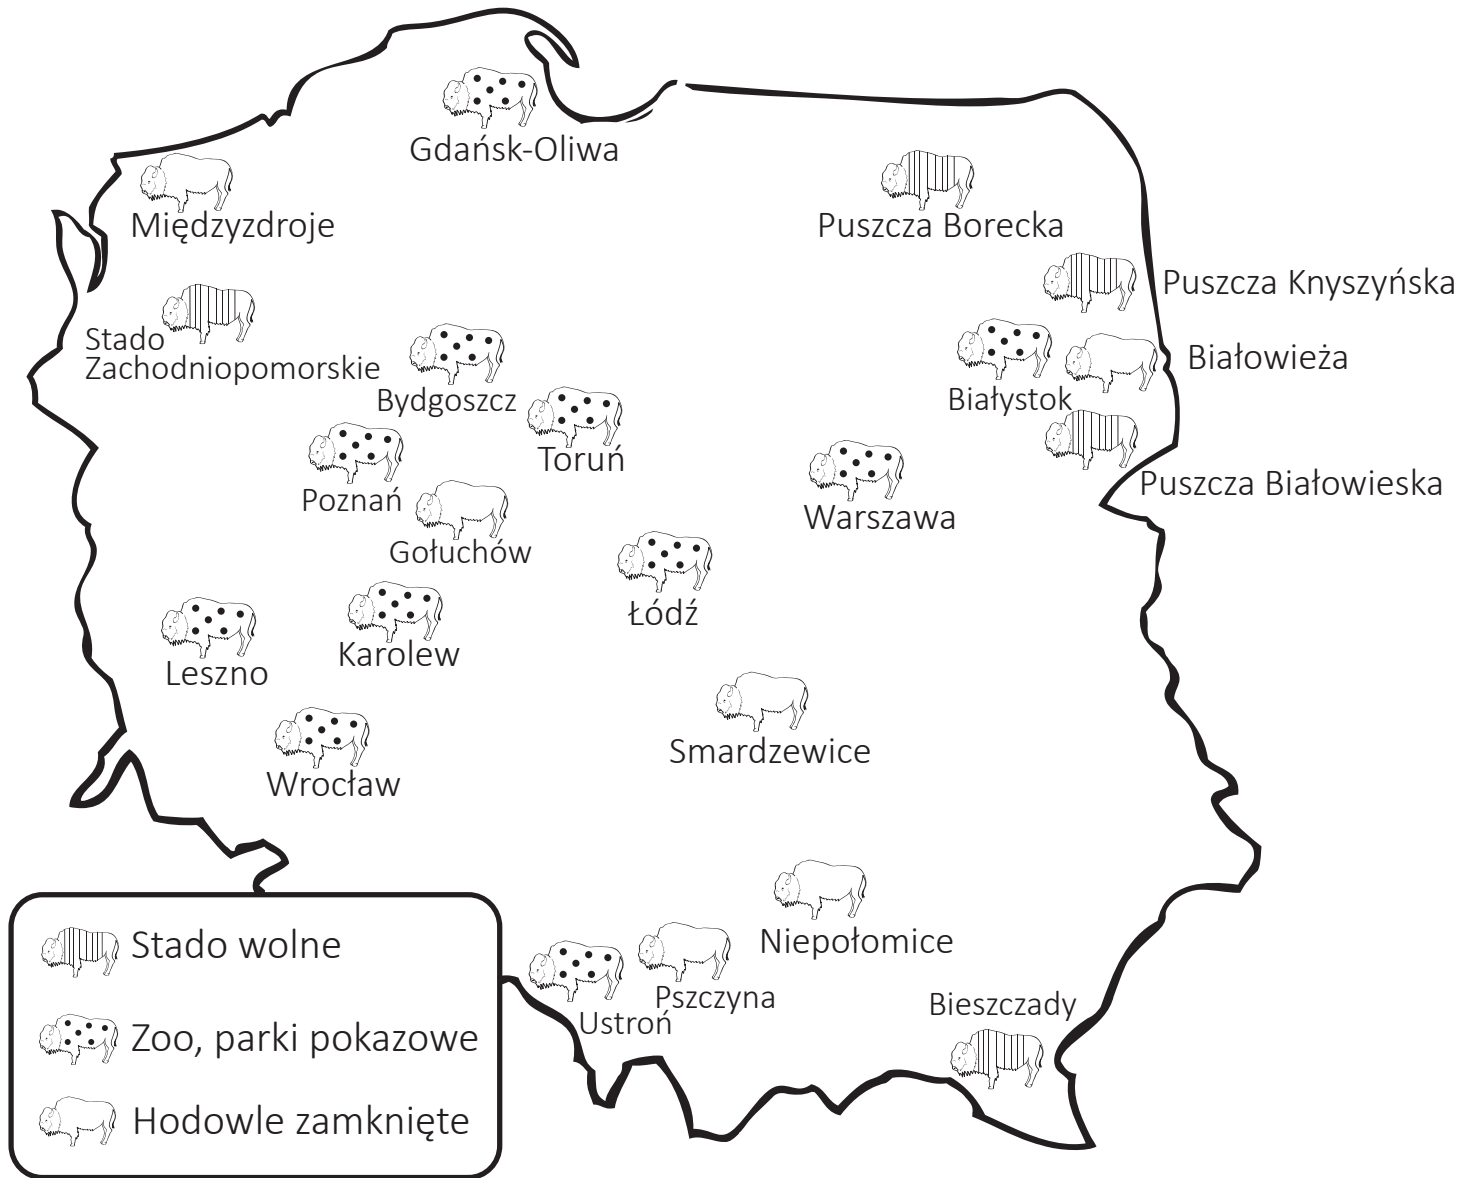 Gdańsk-Oliwa
Międzyzdroje
Puszcza Borecka
Puszcza Knyszyńska
Stado
Zachodniopomorskie
Białowieża
Bydgoszcz
Białystok
Toruń
Puszcza Białowieska
Poznań
Warszawa
Gołuchów
Łódź
Karolew
Leszno
Smardzewice
Wrocław
Niepołomice
Pszczyna
Ustroń
Bieszczady
Stado wolne
Zoo, parki pokazowe
Hodowle zamknięte